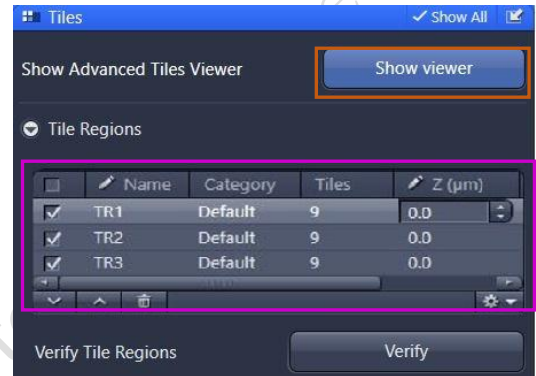 Tiles Show All
Show Advanced Tiles Viewer Show viewer
Tile Regions
Name Category Tiles Z (µm)
TR1 Default 9 0.0
TR2 Default 9 0.0
TR3 Default 9 0.0
Verify Tile Regions Verify